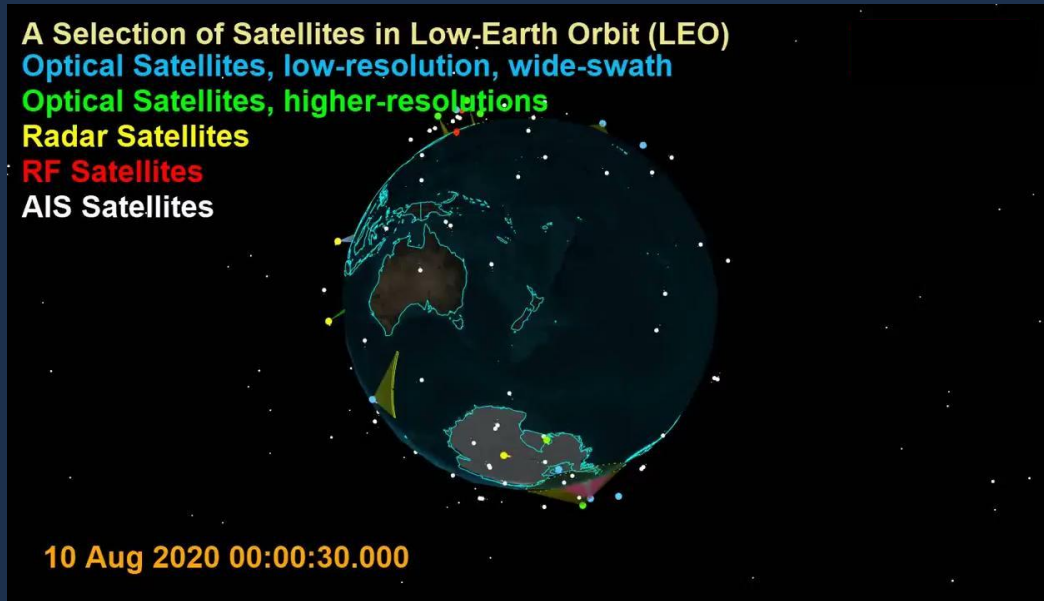 A Selection of Satellites in Low-Earth Orbit (LEO)
Optical Satellites, low-resolution, wide-swath
Optical Satellites, higher-resolutions
Radar Satellites
RF Satellites
AIS Satellites
10 Aug 2020 00:00:30.000